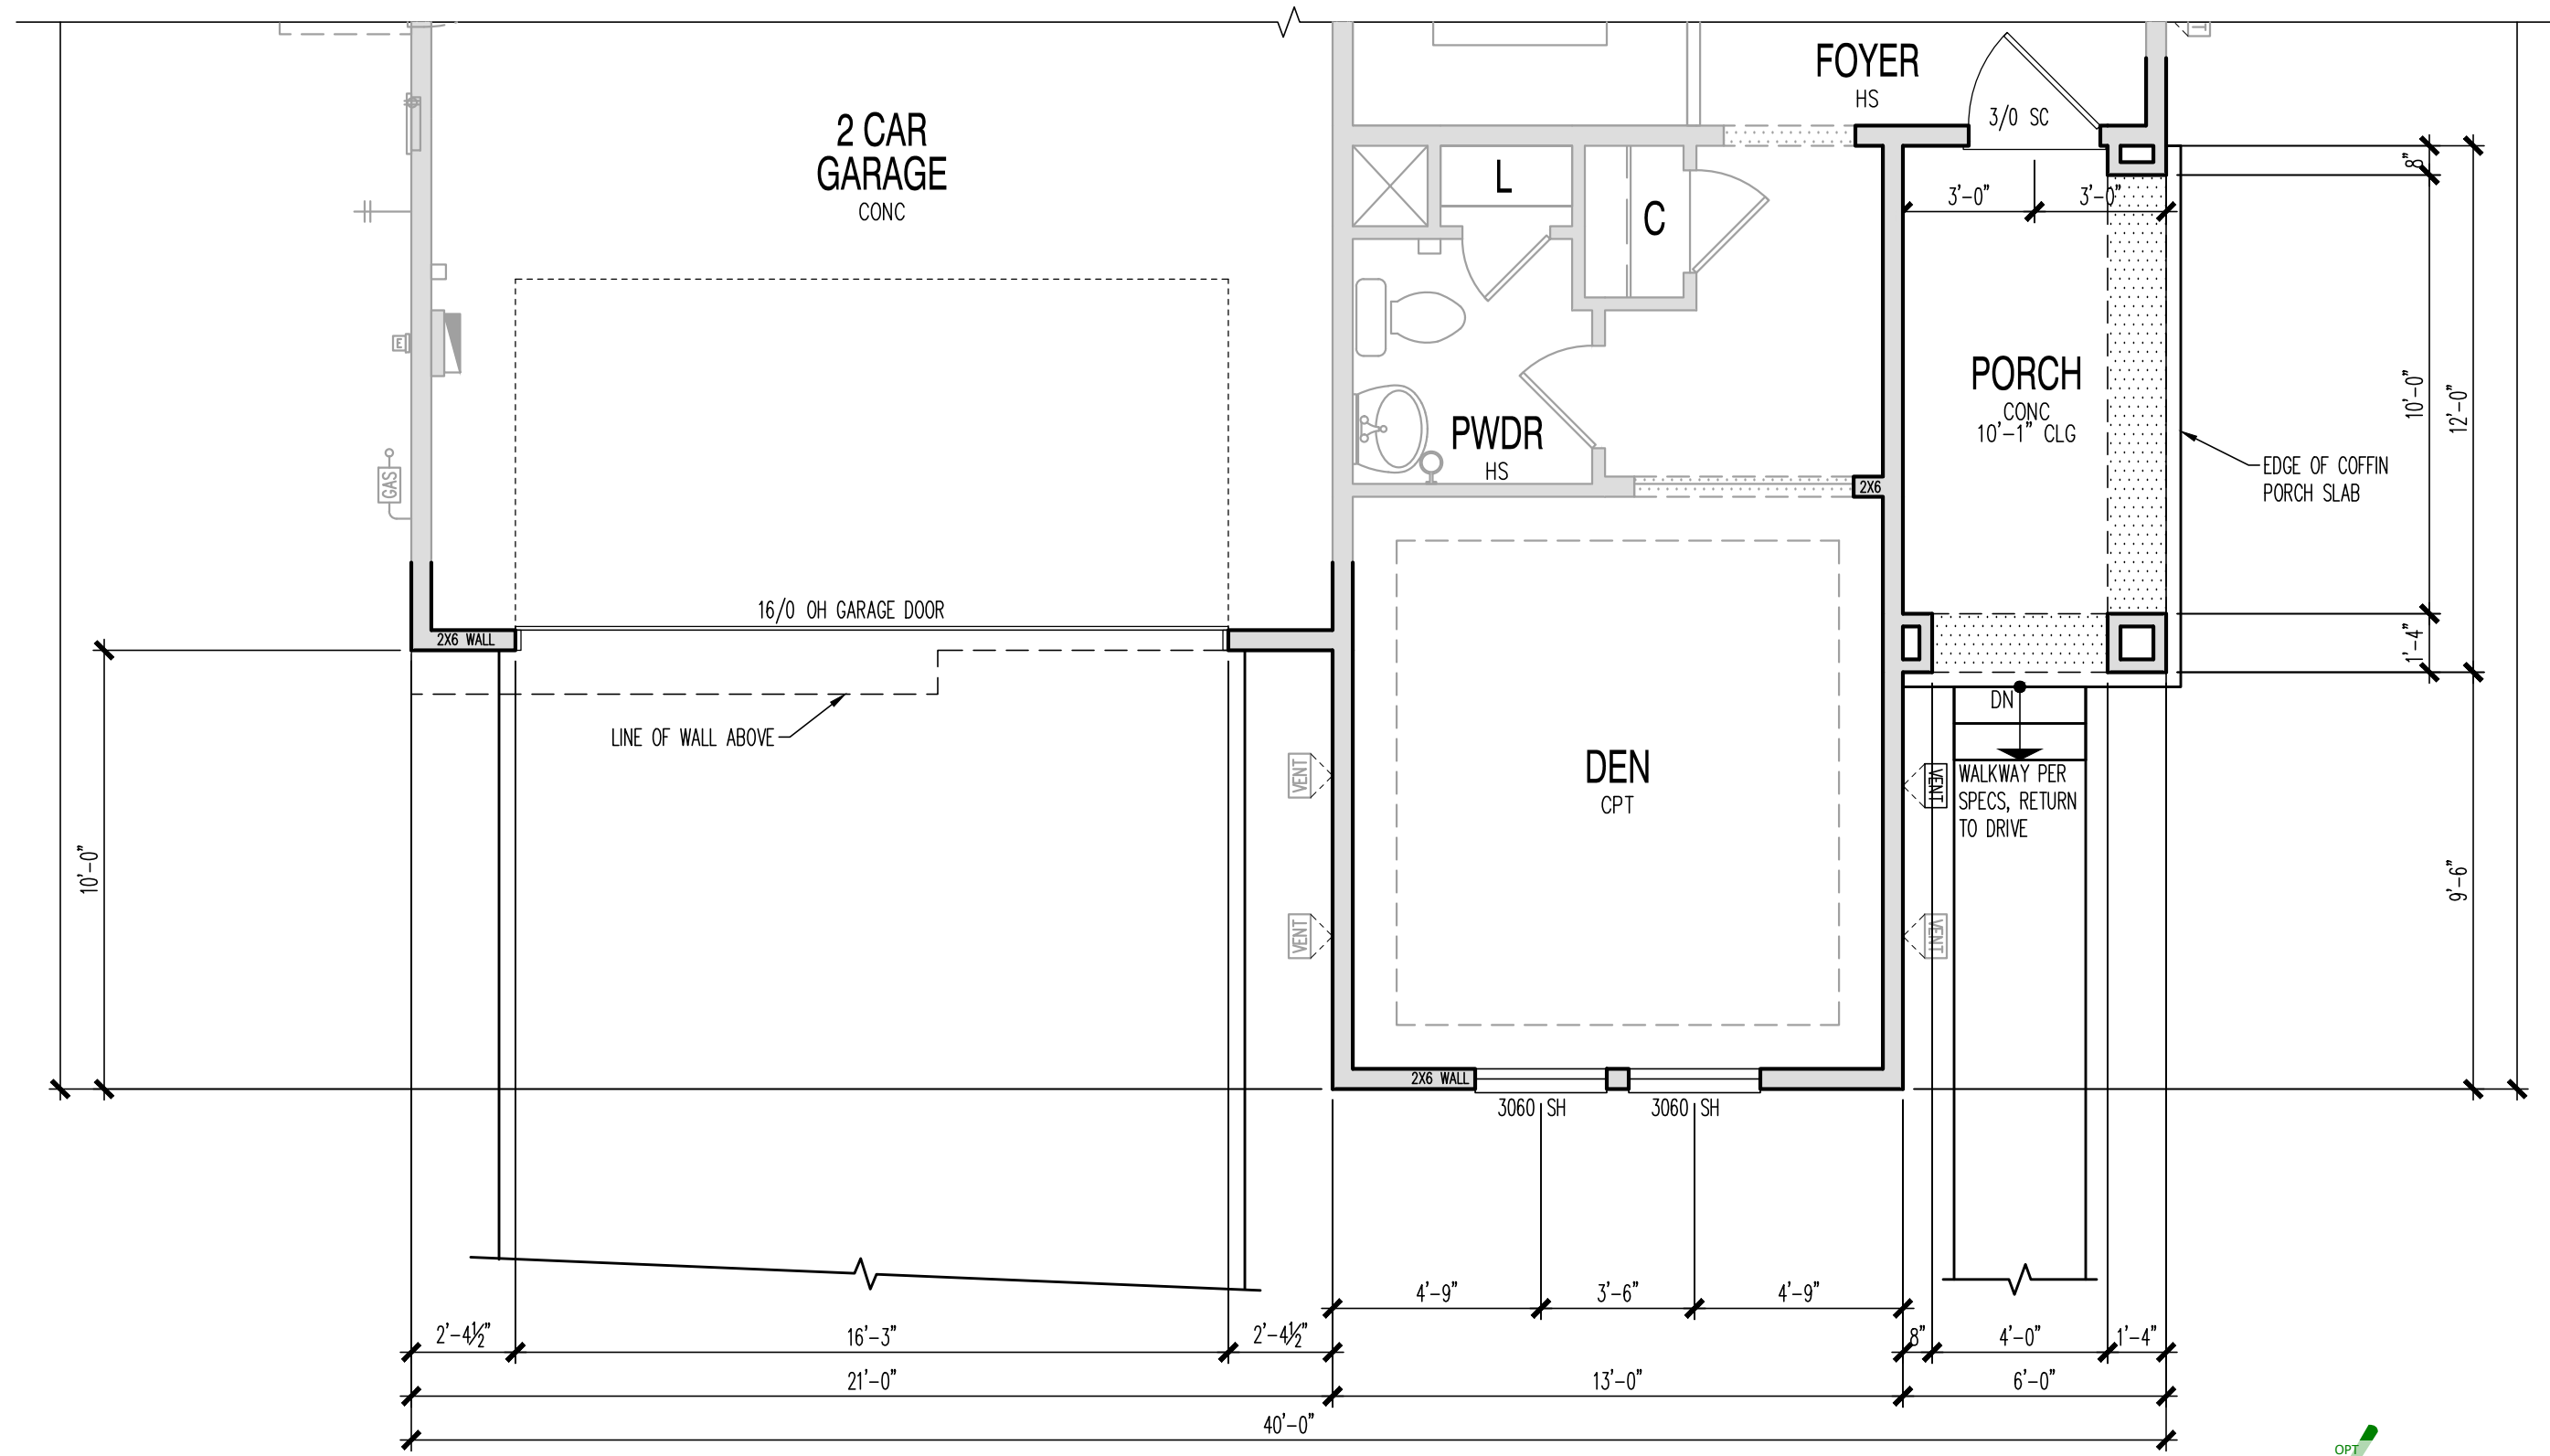 FOYER
HS
3/0 SC
2 CAR
GARAGE
CONC
L
C
8"
3'-0"
3'-0"
E
GAS
PWDR
HS
PORCH
CONC
10'-1" CLG
10'-0"
12'-0"
EDGE OF COFFIN
PORCH SLAB
2X6
16/0 OH GARAGE DOOR
2X6 WALL
1'-4"
LINE OF WALL ABOVE
DN
VENT
VENT
WALKWAY PER
SPECS, RETURN
TO DRIVE
DEN
CPT
10'-0"
9'-6"
VENT
VENT
2X6 WALL
3060 SH
3060 SH
4'-9"
3'-6"
4'-9"
2'-4½"
16'-3"
2'-4½"
8"
4'-0"
1'-4"
21'-0"
13'-0"
6'-0"
40'-0"
OPT